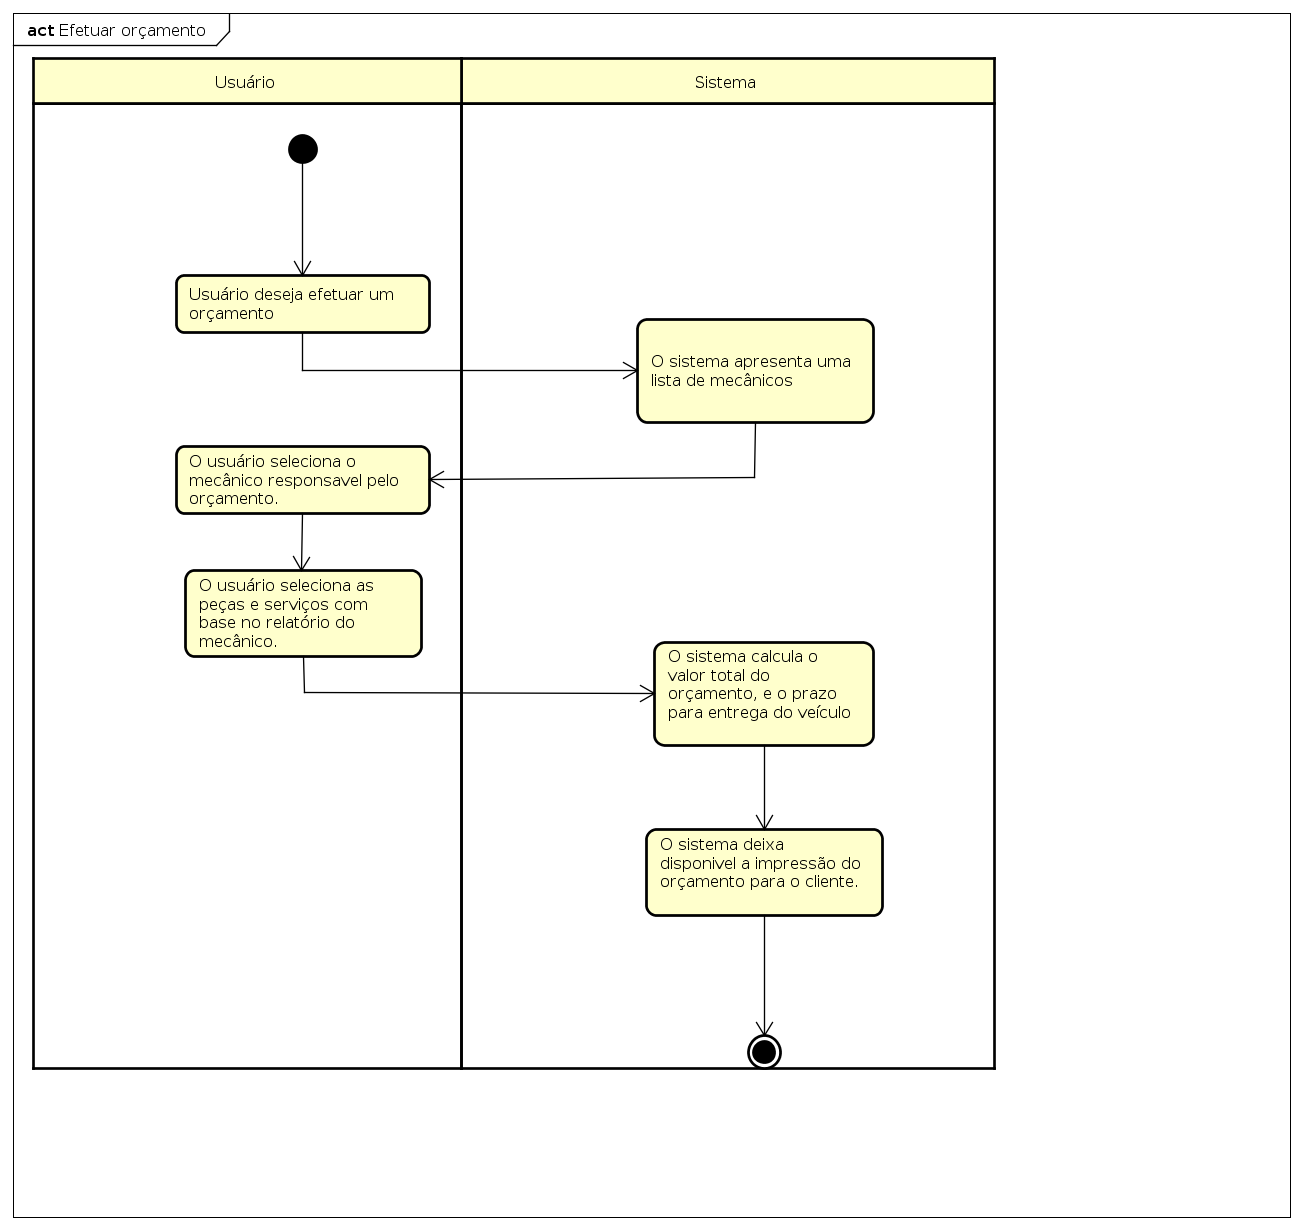 act Efetuar orçamento
Usuário
Sistema
Usuário deseja efetuar um
orçamento
O sistema apresenta uma
lista de mecânicos
O usuário seleciona o
mecânico responsavel pelo
orçamento.
O usuário seleciona as
peças e serviços com
base no relatório do
mecânico.
O sistema calcula o
valor total do
orçamento, e o prazo
para entrega do veículo
O sistema deixa
disponivel a impressão do
orçamento para o cliente.